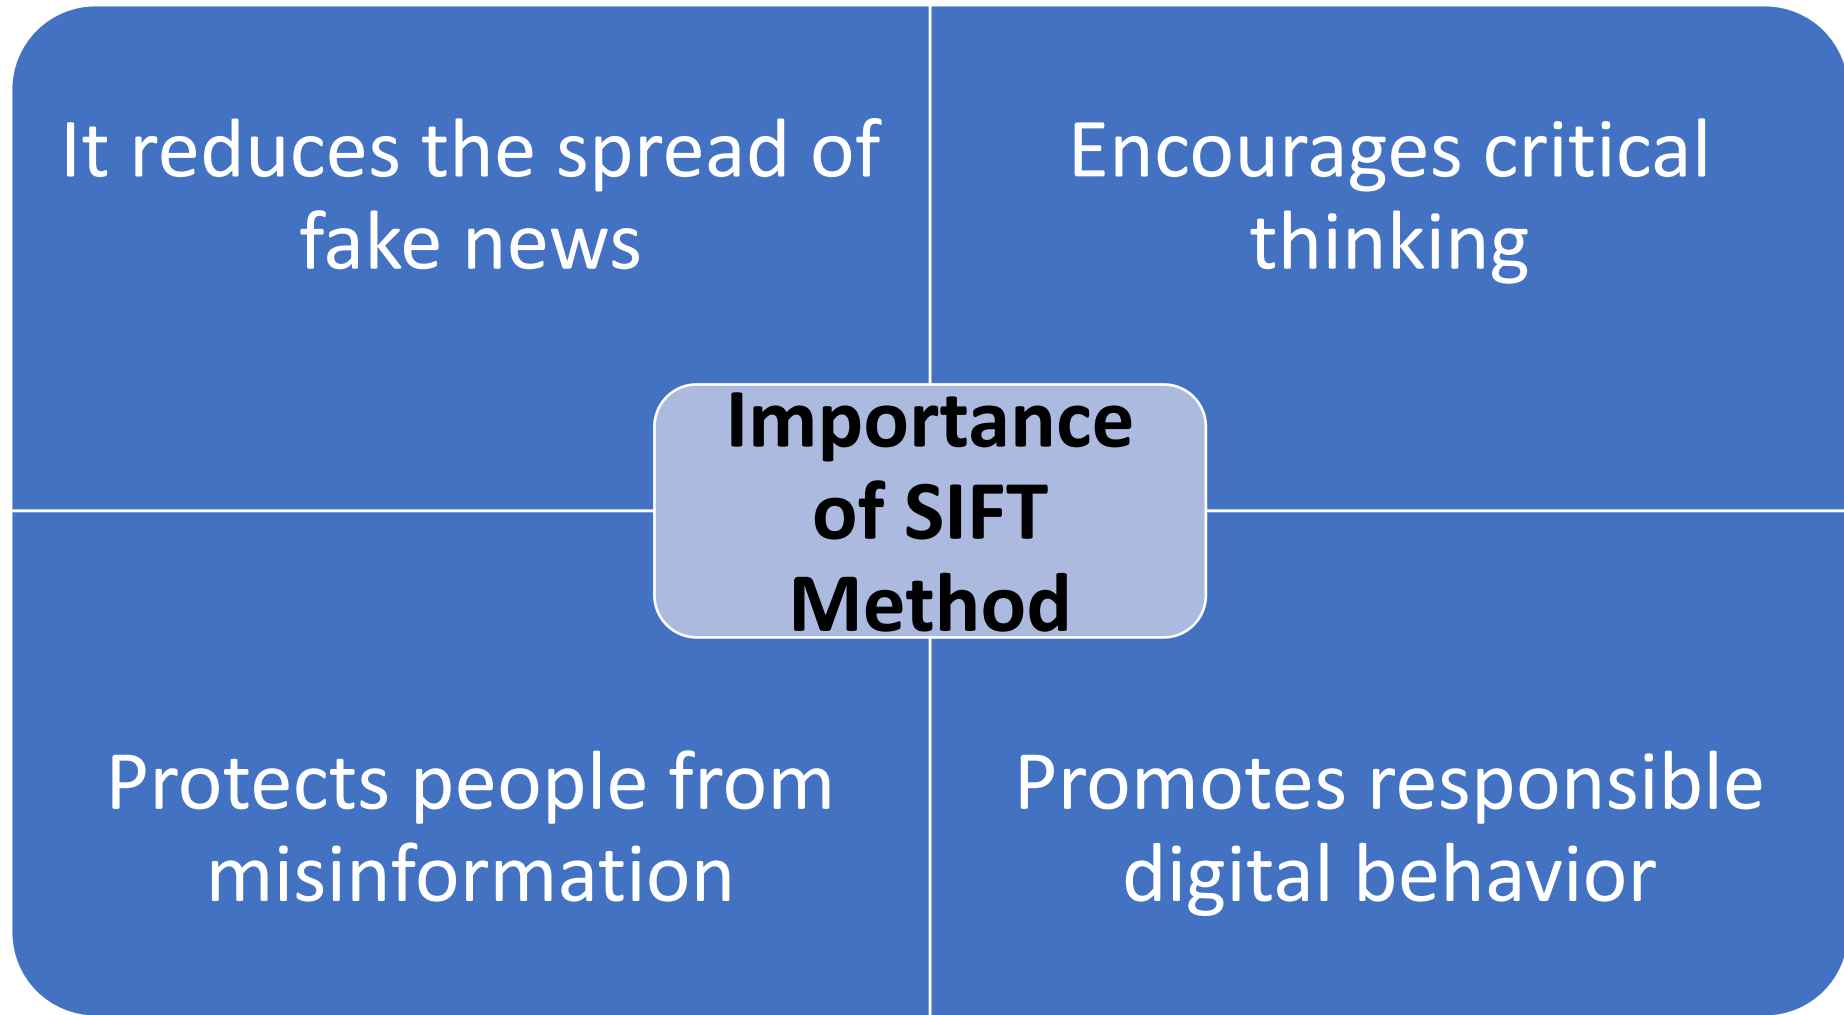 It reduces the spread of
fake news
Encourages critical
thinking
Importance
of SIFT
Method
Protects people from
misinformation
Promotes responsible
digital behavior